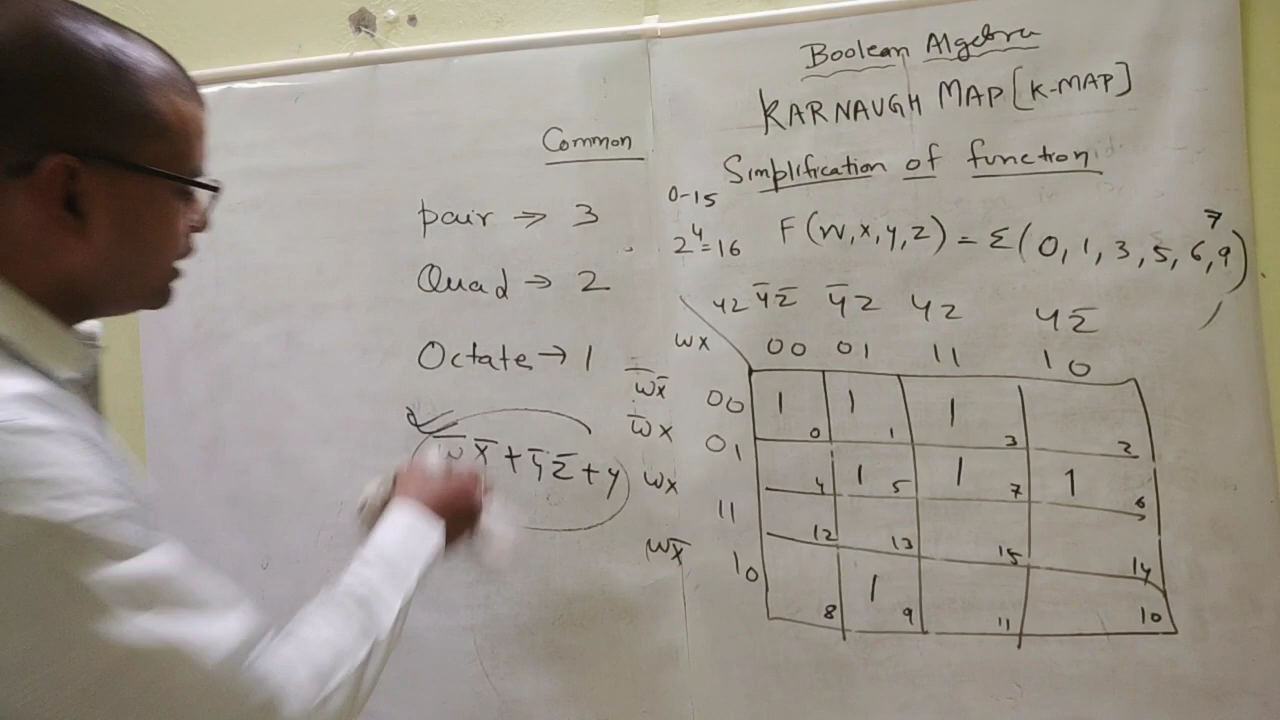 Boolean Algebra
KARNAUGH MAP [K-MAP]
Simplification of function
Common
pair → 3
Quad → 2
Octate → 1
w̅ x̅ + y̅ z̅ + y
0-15
2⁴=16
F(W,x,y,z) = Σ(0,1,3,5,6,7,9)
yz y̅z̅ y̅z yz yz̅
wx 00 01 11 10
w̅x̅ 00 1 0 1 1 1 3 2
w̅x 01 4 1 5 1 7 1 6
wx 11 12 13 15 14
wx̅ 10 8 1 9 11 10